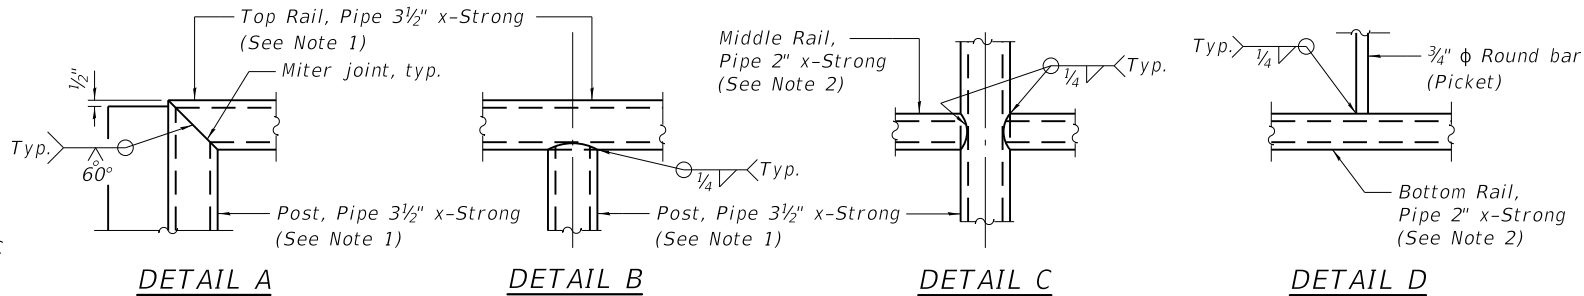 Top Rail, Pipe 3½" x-Strong
(See Note 1)
Miter joint, typ.
½"
Typ.
60°
Post, Pipe 3½" x-Strong
(See Note 1)
DETAIL A
¼
Typ.
Post, Pipe 3½" x-Strong
(See Note 1)
DETAIL B
Middle Rail,
Pipe 2" x-Strong
(See Note 2)
¼
Typ.
DETAIL C
Typ.
¼
¾" ϕ Round bar
(Picket)
Bottom Rail,
Pipe 2" x-Strong
(See Note 2)
DETAIL D